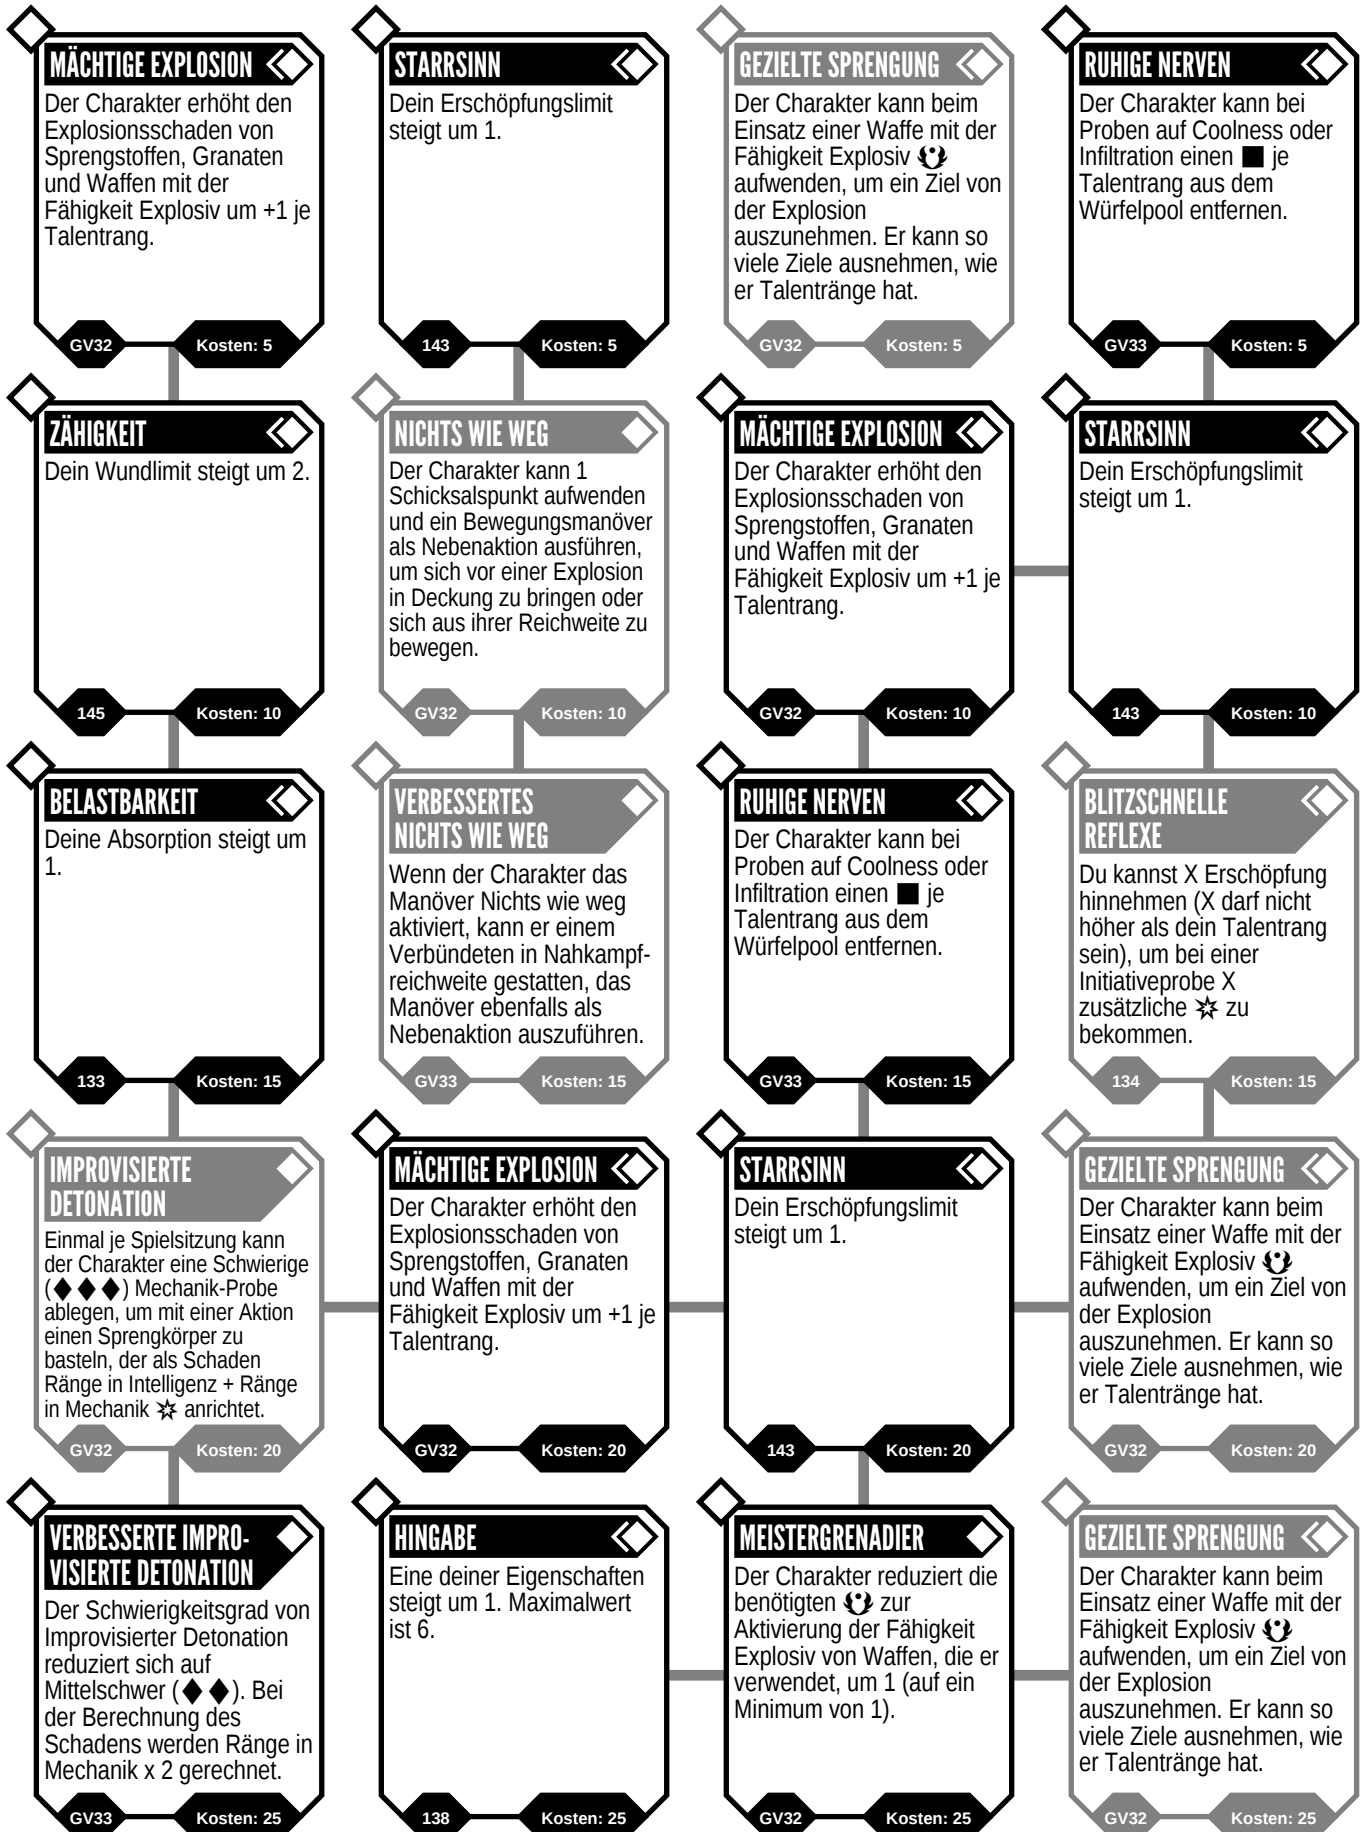 MÄCHTIGE EXPLOSION
Der Charakter erhöht den
Explosionsschaden von
Sprengstoffen, Granaten
und Waffen mit der
Fähigkeit Explosiv um +1 je
Talentrang.
GV32
Kosten: 5
STARRSINN
Dein Erschöpfungslimit
steigt um 1.
143
Kosten: 5
GEZIELTE SPRENGUNG
Der Charakter kann beim
Einsatz einer Waffe mit der
Fähigkeit Explosiv
aufwenden, um ein Ziel von
der Explosion
auszunehmen. Er kann so
viele Ziele ausnehmen, wie
er Talentränge hat.
GV32
Kosten: 5
RUHIGE NERVEN
Der Charakter kann bei
Proben auf Coolness oder
Infiltration einen ■ je
Talentrang aus dem
Würfelpool entfernen.
GV33
Kosten: 5
ZÄHIGKEIT
Dein Wundlimit steigt um 2.
145
Kosten: 10
NICHTS WIE WEG
Der Charakter kann 1
Schicksalspunkt aufwenden
und ein Bewegungsmanöver
als Nebenaktion ausführen,
um sich vor einer Explosion
in Deckung zu bringen oder
sich aus ihrer Reichweite zu
bewegen.
GV32
Kosten: 10
MÄCHTIGE EXPLOSION
Der Charakter erhöht den
Explosionsschaden von
Sprengstoffen, Granaten
und Waffen mit der
Fähigkeit Explosiv um +1 je
Talentrang.
GV32
Kosten: 10
STARRSINN
Dein Erschöpfungslimit
steigt um 1.
143
Kosten: 10
BELASTBARKEIT
Deine Absorption steigt um
1.
133
Kosten: 15
VERBESSERTES
NICHTS WIE WEG
Wenn der Charakter das
Manöver Nichts wie weg
aktiviert, kann er einem
Verbündeten in Nahkampf-
reichweite gestatten, das
Manöver ebenfalls als
Nebenaktion auszuführen.
GV33
Kosten: 15
RUHIGE NERVEN
Der Charakter kann bei
Proben auf Coolness oder
Infiltration einen ■ je
Talentrang aus dem
Würfelpool entfernen.
GV33
Kosten: 15
BLITZSCHNELLE
REFLEXE
Du kannst X Erschöpfung
hinnehmen (X darf nicht
höher als dein Talentrang
sein), um bei einer
Initiativeprobe X
zusätzliche zu
bekommen.
134
Kosten: 15
IMPROVISIERTE
DETONATION
Einmal je Spielsitzung kann
der Charakter eine Schwierige
(♦♦♦) Mechanik-Probe
ablegen, um mit einer Aktion
einen Sprengkörper zu
basteln, der als Schaden
Ränge in Intelligenz + Ränge
in Mechanik anrichtet.
GV32
Kosten: 20
MÄCHTIGE EXPLOSION
Der Charakter erhöht den
Explosionsschaden von
Sprengstoffen, Granaten
und Waffen mit der
Fähigkeit Explosiv um +1 je
Talentrang.
GV32
Kosten: 20
STARRSINN
Dein Erschöpfungslimit
steigt um 1.
143
Kosten: 20
GEZIELTE SPRENGUNG
Der Charakter kann beim
Einsatz einer Waffe mit der
Fähigkeit Explosiv
aufwenden, um ein Ziel von
der Explosion
auszunehmen. Er kann so
viele Ziele ausnehmen, wie
er Talentränge hat.
GV32
Kosten: 20
VERBESSERTE IMPRO-
VISIERTE DETONATION
Der Schwierigkeitsgrad von
Improvisierter Detonation
reduziert sich auf
Mittelschwer (♦♦). Bei
der Berechnung des
Schadens werden Ränge in
Mechanik x 2 gerechnet.
GV33
Kosten: 25
HINGABE
Eine deiner Eigenschaften
steigt um 1. Maximalwert
ist 6.
138
Kosten: 25
MEISTERGRENADIER
Der Charakter reduziert die
benötigten zur
Aktivierung der Fähigkeit
Explosiv von Waffen, die er
verwendet, um 1 (auf ein
Minimum von 1).
GV32
Kosten: 25
GEZIELTE SPRENGUNG
Der Charakter kann beim
Einsatz einer Waffe mit der
Fähigkeit Explosiv
aufwenden, um ein Ziel von
der Explosion
auszunehmen. Er kann so
viele Ziele ausnehmen, wie
er Talentränge hat.
GV32
Kosten: 25